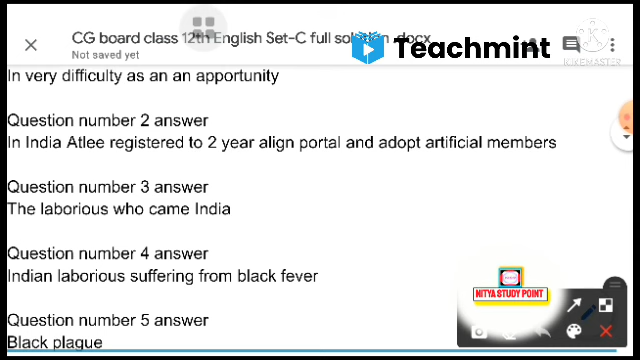 CG board class 12th English Set-C full solution .docx
Not saved yet
Teachmint
KINEMASTER
In very difficulty as an an apportunity
Question number 2 answer
In India Atlee registered to 2 year align portal and adopt artificial members
Question number 3 answer
The laborious who came India
Question number 4 answer
Indian laborious suffering from black fever
Question number 5 answer
Black plague
NITYA STUDY POINT